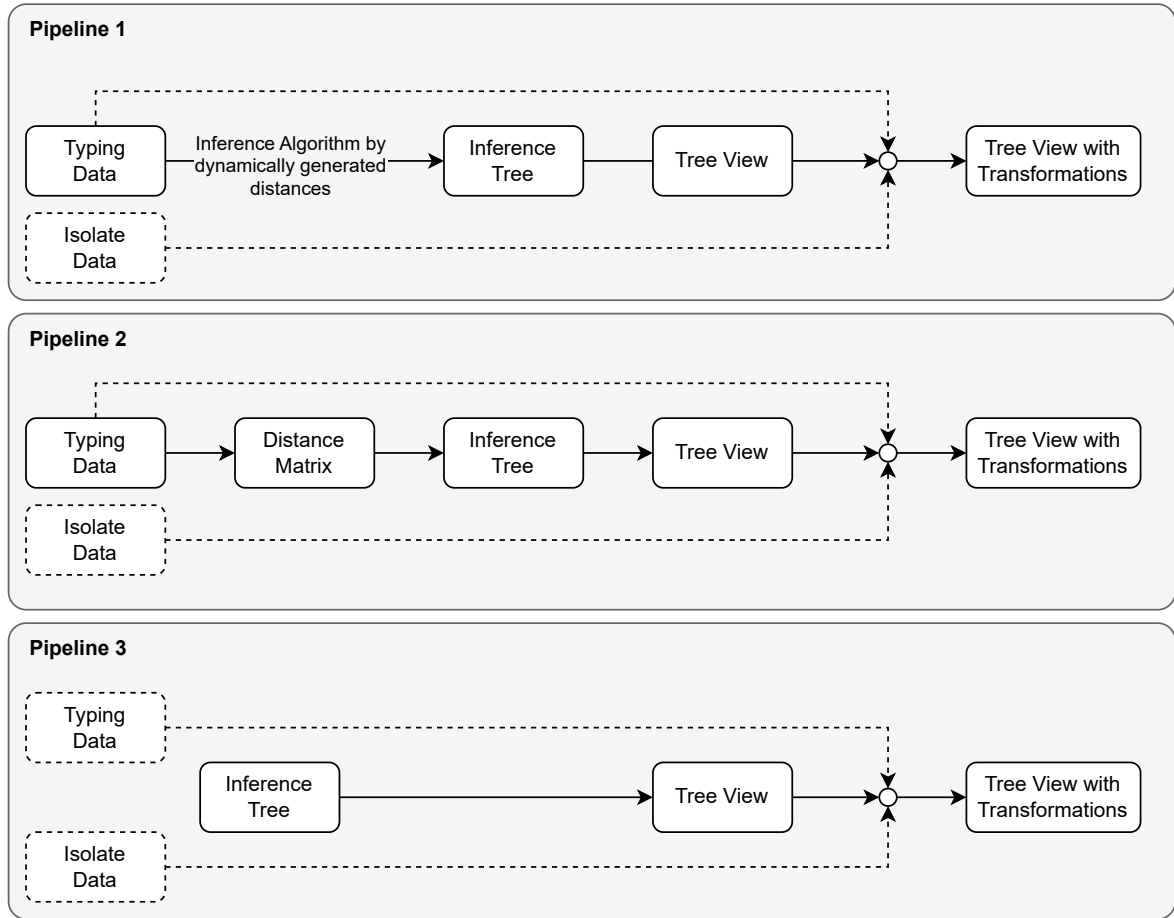 Pipeline 1
Typing
Data
Inference Algorithm by
dynamically generated
distances
Inference
Tree
Tree View
Tree View with
Transformations
Isolate
Data
Pipeline 2
Typing
Data
Distance
Matrix
Inference
Tree
Tree View
Tree View with
Transformations
Isolate
Data
Pipeline 3
Typing
Data
Inference
Tree
Tree View
Tree View with
Transformations
Isolate
Data